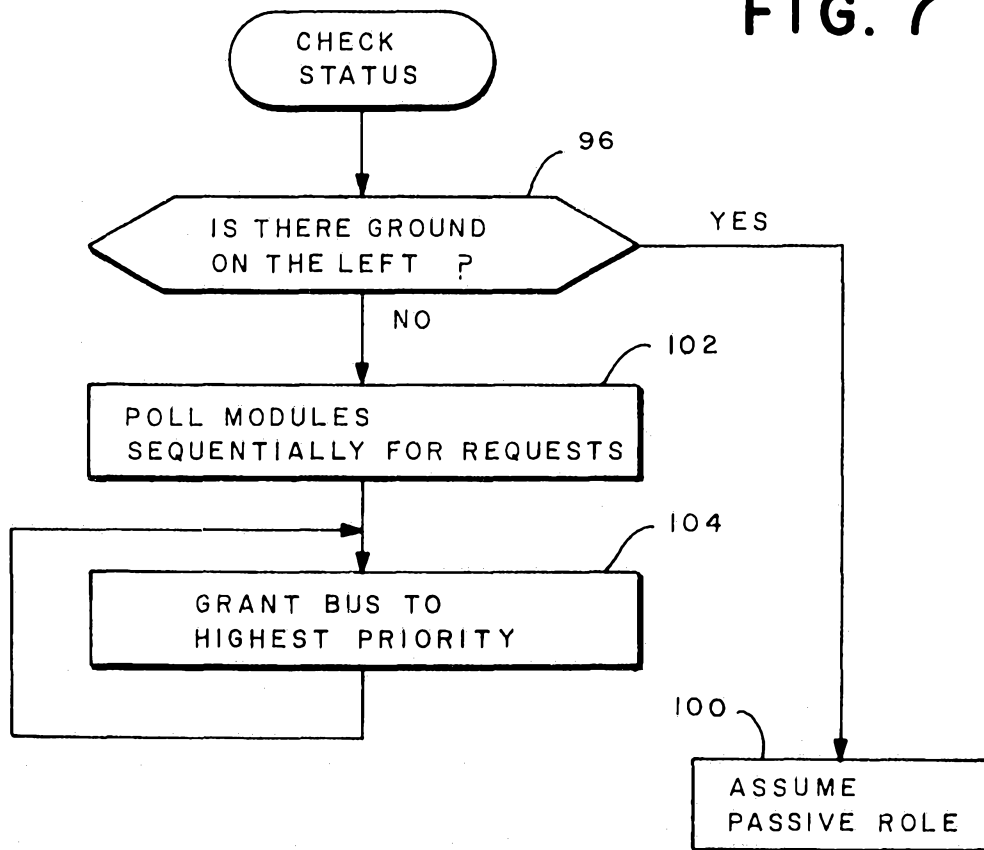 FIG. 7
CHECK
STATUS
96
IS THERE GROUND
ON THE LEFT ?
YES
NO
102
POLL MODULES
SEQUENTIALLY FOR REQUESTS
104
GRANT BUS TO
HIGHEST PRIORITY
100
ASSUME
PASSIVE ROLE